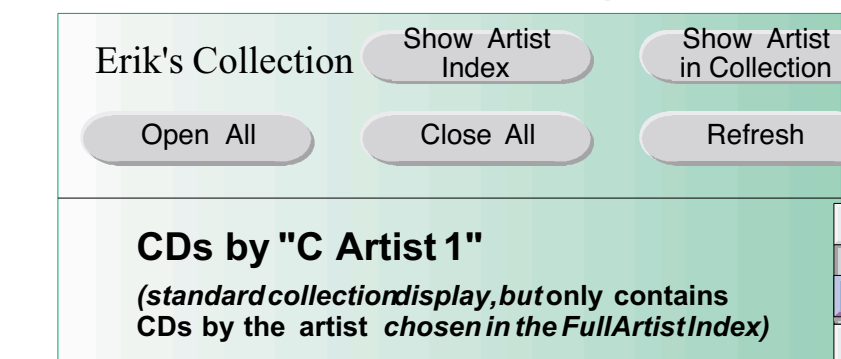 Erik's Collection
Show Artist
Index
Show Artist
in Collection
Open All
Close All
Refresh
CDs by "C Artist 1"
(standard collection display, but only contains
CDs by the artist chosen in the Full Artist Index)